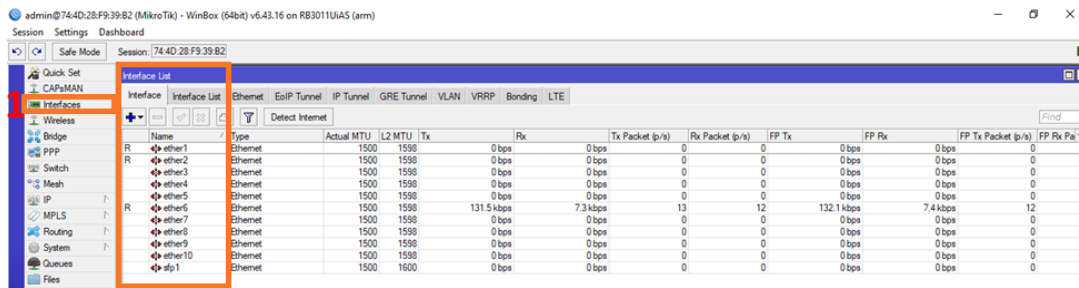 admin@74:4D:28:F9:39:B2 (MikroTik) - WinBox (64bit) v6.43.16 on RB3011UiAS (arm)
Session Settings Dashboard
Safe Mode Session: 74:4D:28:F9:39:B2
Quick Set
CAPsMAN
1 Interfaces
Wireless
Bridge
PPP
Switch
Mesh
IP
MPLS
Routing
System
Queues
Files
Interface List
Interface Interface List Ethernet EoIP Tunnel IP Tunnel GRE Tunnel VLAN VRRP Bonding LTE
Detect Internet Find
Name Type Actual MTU L2 MTU Tx Rx Tx Packet (p/s) Rx Packet (p/s) FP Tx FP Rx FP Tx Packet (p/s) FP Rx Pa
R ether1 Ethernet 1500 1598 0 bps 0 bps 0 0 0 bps 0 bps 0
R ether2 Ethernet 1500 1598 0 bps 0 bps 0 0 0 bps 0 bps 0
ether3 Ethernet 1500 1598 0 bps 0 bps 0 0 0 bps 0 bps 0
ether4 Ethernet 1500 1598 0 bps 0 bps 0 0 0 bps 0 bps 0
ether5 Ethernet 1500 1598 0 bps 0 bps 0 0 0 bps 0 bps 0
R ether6 Ethernet 1500 1598 131.5 kbps 7.3 kbps 13 12 132.1 kbps 7.4 kbps 12
ether7 Ethernet 1500 1598 0 bps 0 bps 0 0 0 bps 0 bps 0
ether8 Ethernet 1500 1598 0 bps 0 bps 0 0 0 bps 0 bps 0
ether9 Ethernet 1500 1598 0 bps 0 bps 0 0 0 bps 0 bps 0
ether10 Ethernet 1500 1598 0 bps 0 bps 0 0 0 bps 0 bps 0
sfp1 Ethernet 1500 1600 0 bps 0 bps 0 0 0 bps 0 bps 0